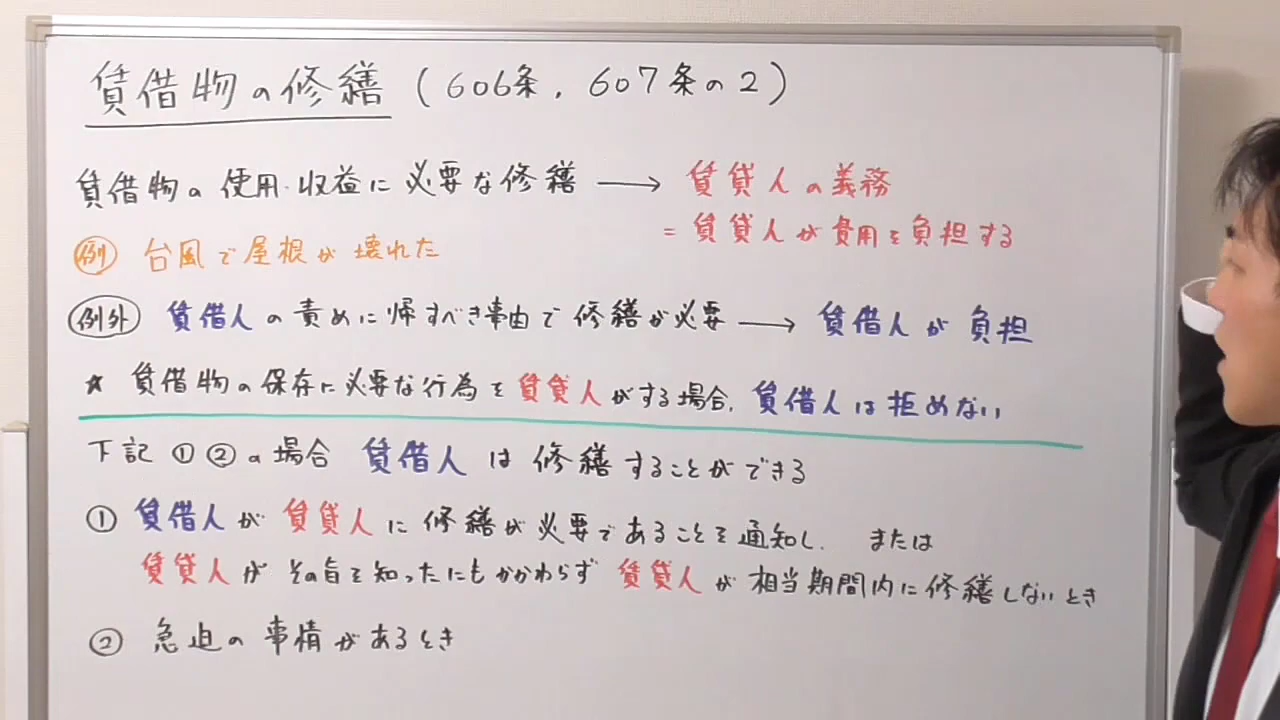 賃借物の修繕(606条,607条の2)
賃借物の使用・収益に必要な修繕 → 賃貸人の義務
= 賃貸人が費用を負担する
例 台風で屋根が壊れた
例外 賃借人の責めに帰すべき事由で修繕が必要 → 賃借人が負担
★ 賃借物の保存に必要な行為を賃貸人がする場合,賃借人は拒めない
下記①②の場合 賃借人は修繕することができる
① 賃借人が賃貸人に修繕が必要であることを通知し, または
賃貸人がその旨を知ったにもかかわらず賃貸人が相当期間内に修繕しないとき
② 急迫の事情があるとき